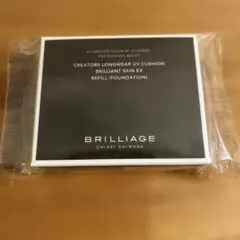 CREATORS LONGWEAR UV CUSHION
BRILLIANT SKIN EX
REFILL (FOUNDATION)
BRILLIAGE
CHIAKI SHIMADA